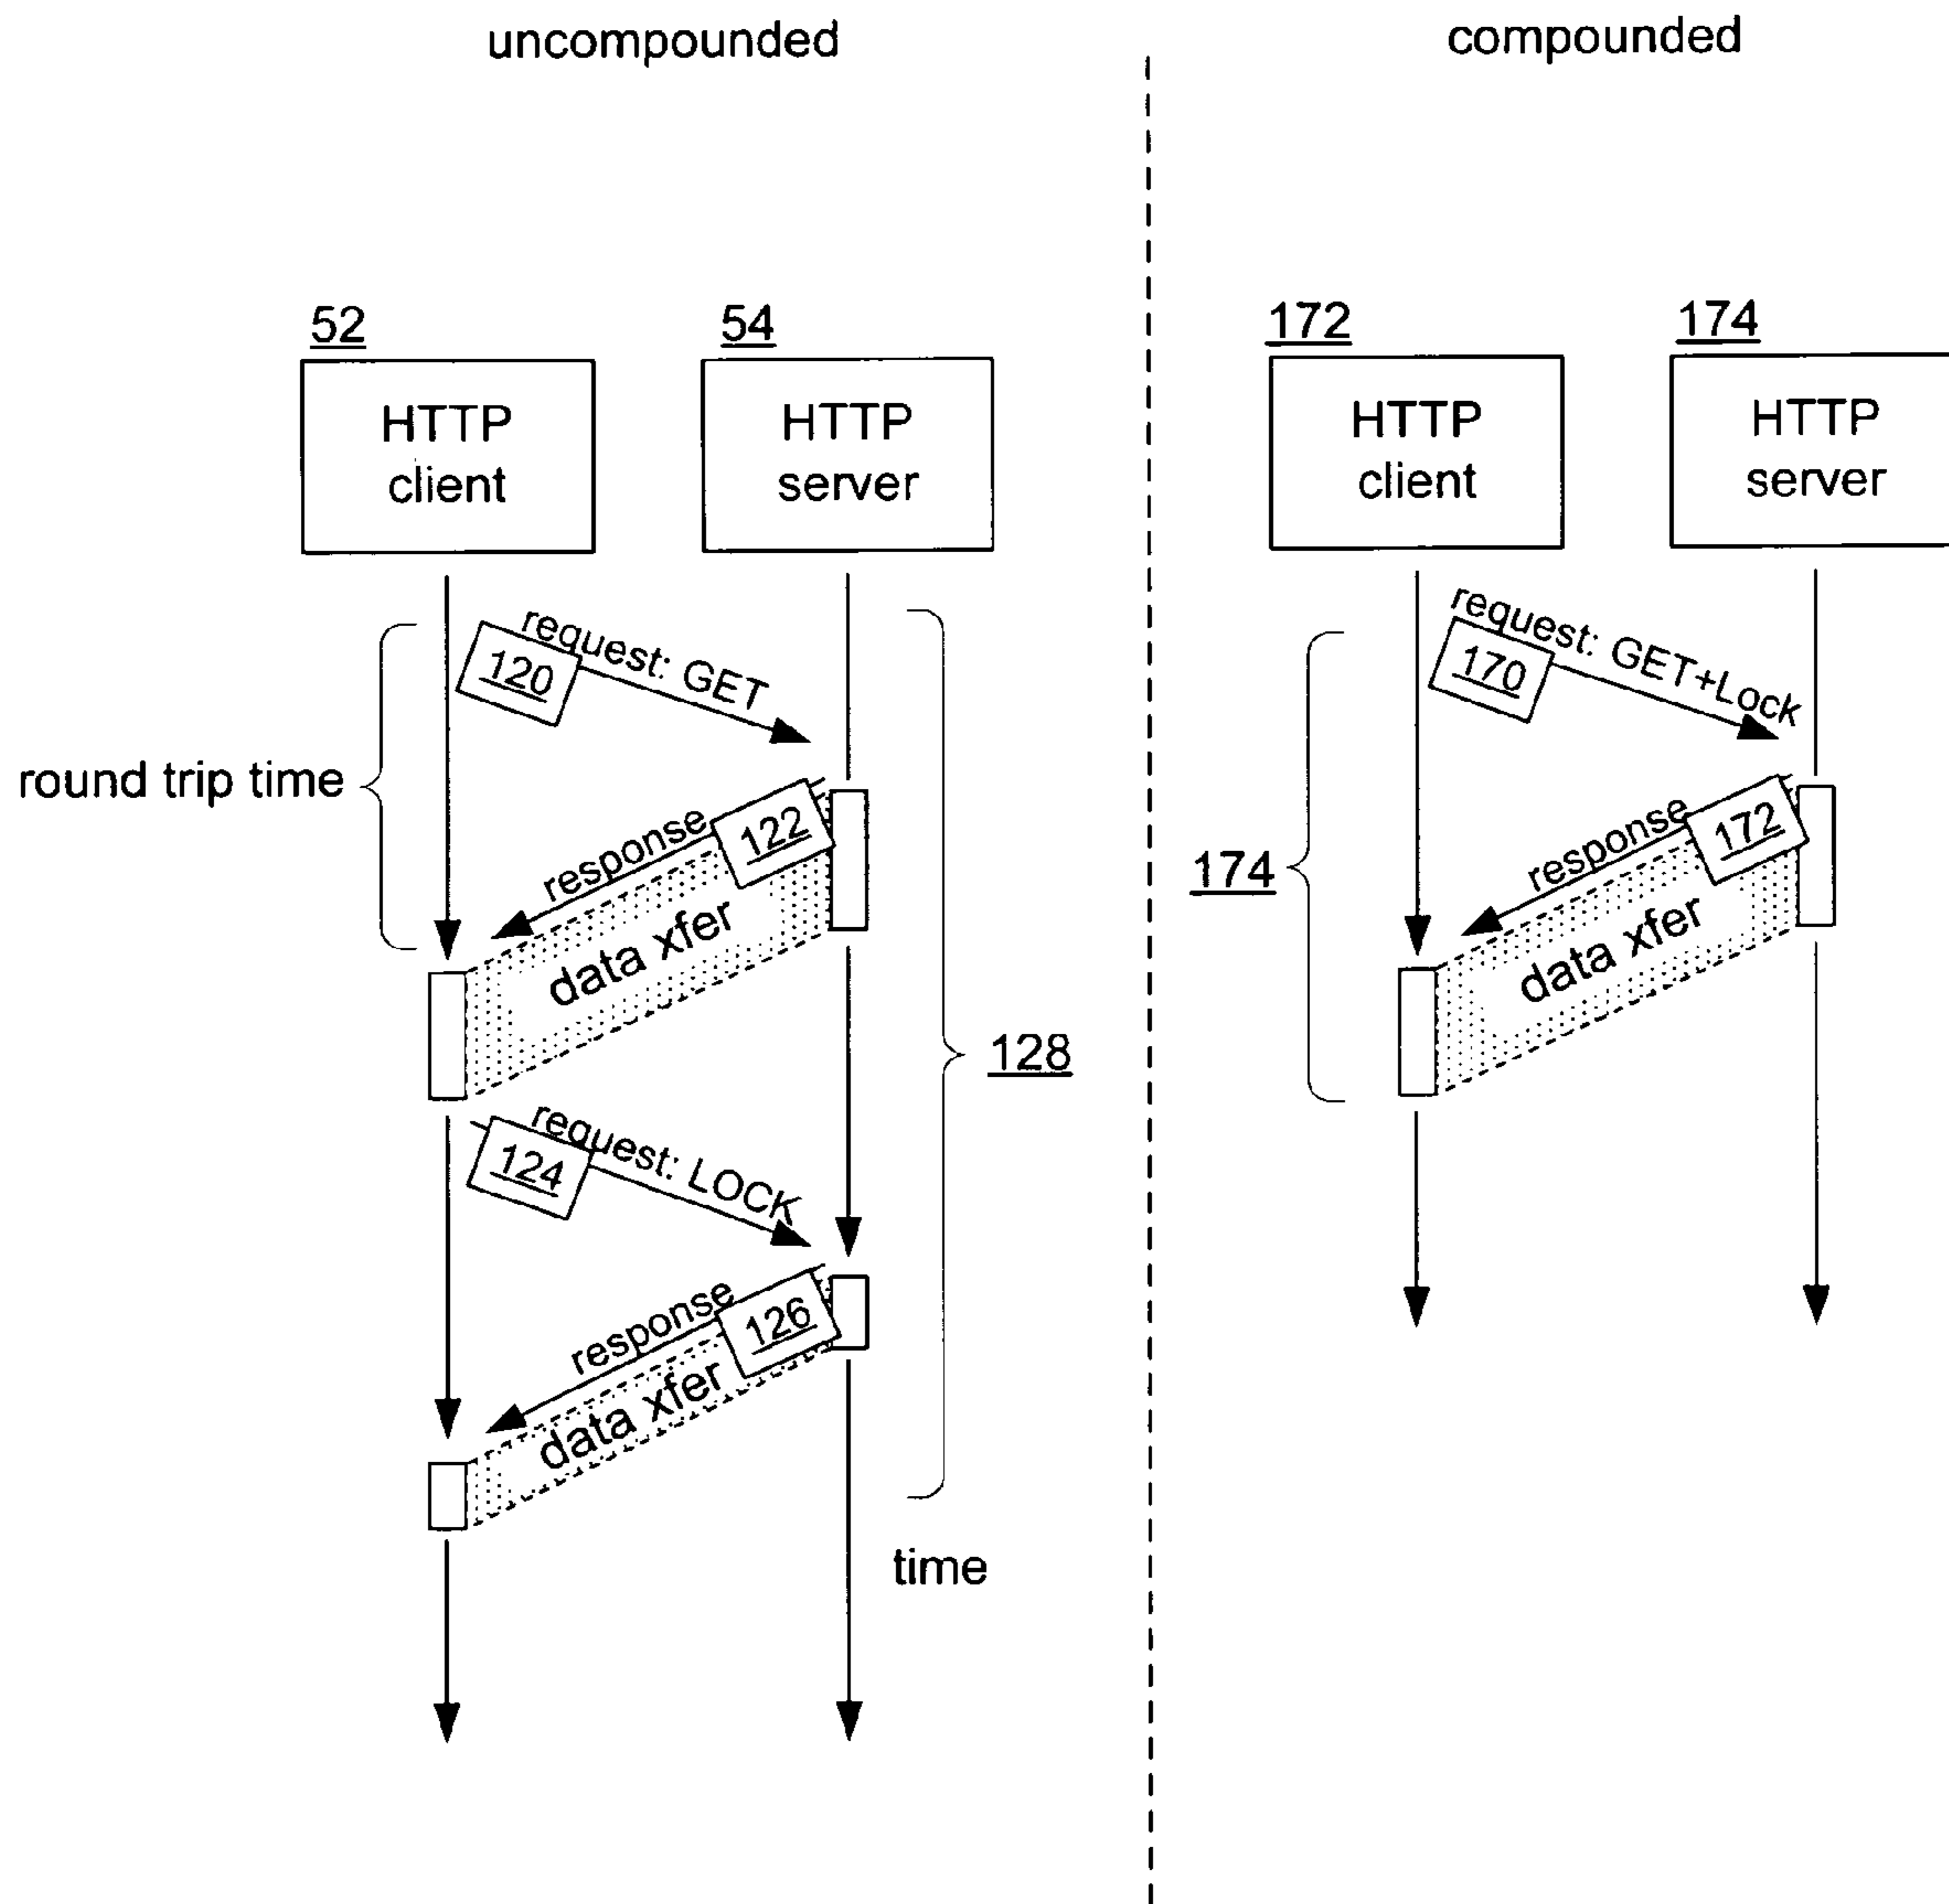 uncompounded
compounded
52
54
172
174
HTTP
client
HTTP
server
HTTP
client
HTTP
server
request: GET
120
request: GET+Lock
170
round trip time
response
122
data xfer
response
172
data xfer
174
128
request: LOCK
124
response
126
data xfer
time